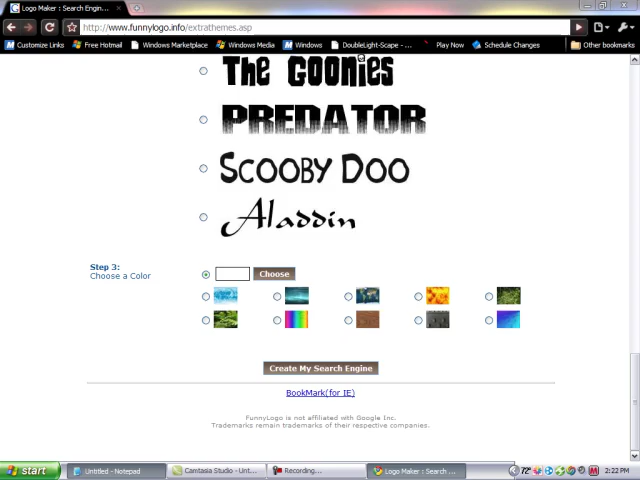 Logo Maker : Search Engin...
http://www.funnylogo.info/extrathemes.asp
Customize Links Free Hotmail Windows Marketplace Windows Media Windows DoubleLight-Scape - ... Play Now Schedule Changes Other bookmarks
The Goonies
PREDATOR
Scooby Doo
Aladdin
Step 3:
Choose a Color
Choose
Create My Search Engine
BookMark(for IE)
FunnyLogo is not affiliated with Google Inc.
Trademarks remain trademarks of their respective companies.
start Untitled - Notepad Camtasia Studio - Unt... Recording... Logo Maker : Search ... 72° 2:22 PM